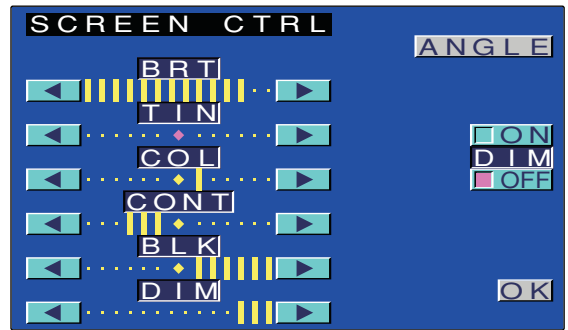 SCREEN CTRL
ANGLE
BRT
TIN
COL
CONT
BLK
DIM
ON
DIM
OFF
OK